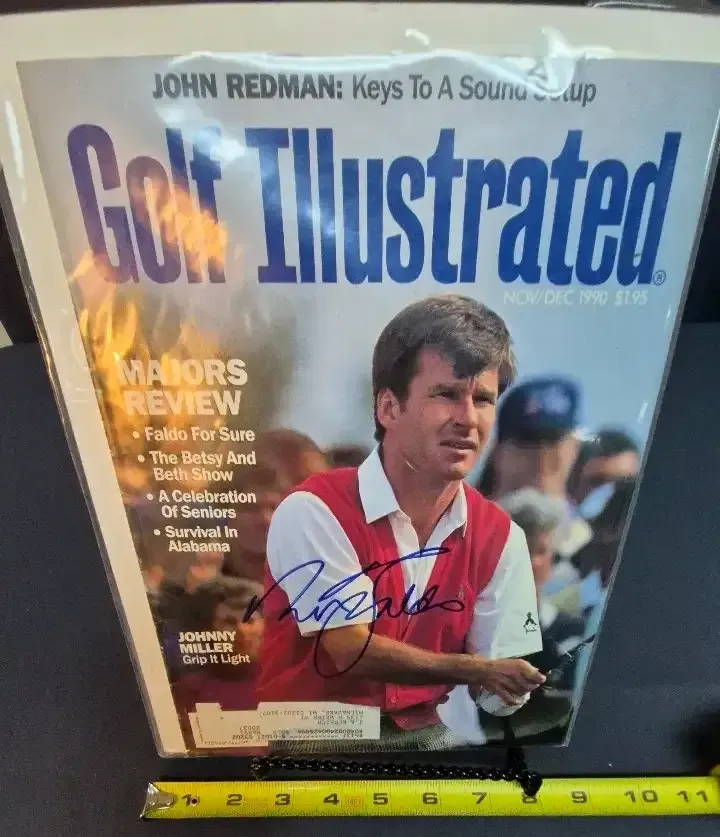 JOHN REDMAN: Keys To A Sound Setup
Golf Illustrated®
NOV/DEC 1990 $1.95
MAJORS
REVIEW
• Faldo For Sure
• The Betsy And
Beth Show
• A Celebration
Of Seniors
• Survival In
Alabama
Nick Faldo
JOHNNY
MILLER
Grip It Light
1 2 3 4 5 6 7 8 9 10 11